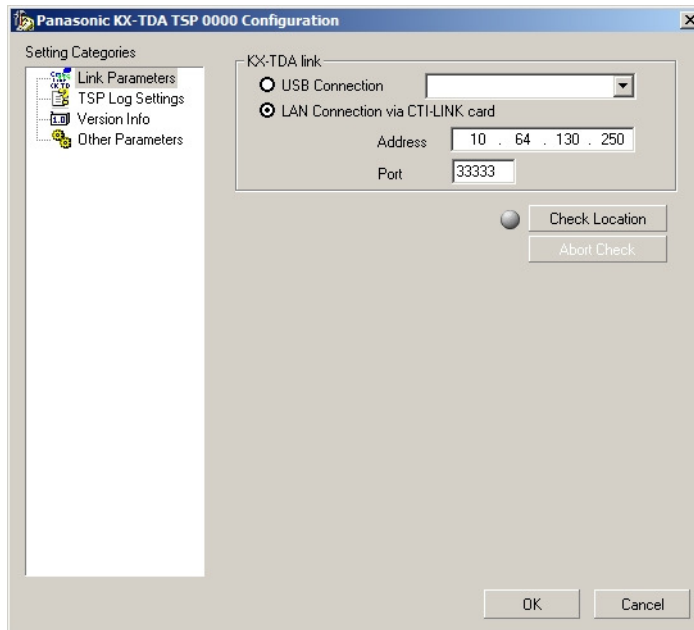 Panasonic KX-TDA TSP 0000 Configuration
Setting Categories
Link Parameters
TSP Log Settings
Version Info
Other Parameters
KX-TDA link
USB Connection
LAN Connection via CTI-LINK card
Address 10 . 64 . 130 . 250
Port 33333
Check Location
Abort Check
OK Cancel